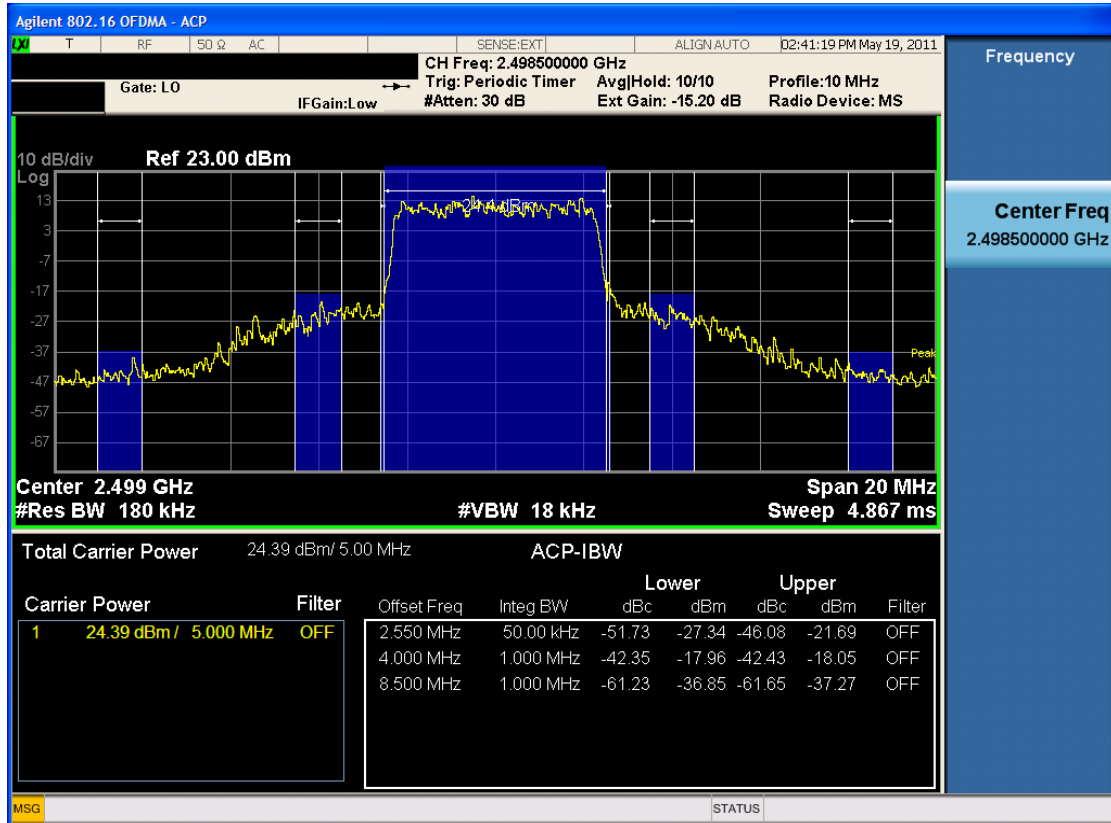 Agilent 802.16 OFDMA - ACP
LXI T RF 50 Ω AC SENSE:EXT ALIGN AUTO 02:41:19 PM May 19, 2011
CH Freq: 2.498500000 GHz
Gate: LO Trig: Periodic Timer Avg|Hold: 10/10 Profile:10 MHz
IFGain:Low #Atten: 30 dB Ext Gain: -15.20 dB Radio Device: MS
Frequency
Center Freq
2.498500000 GHz
10 dB/div Ref 23.00 dBm
Log
13
3
-7
-17
-27
-37
-47
-57
-67
24.4 dBm
Peak
Center 2.499 GHz Span 20 MHz
#Res BW 180 kHz #VBW 18 kHz Sweep 4.867 ms
Total Carrier Power 24.39 dBm/ 5.00 MHz ACP-IBW
Lower Upper
Carrier Power Filter Offset Freq Integ BW dBc dBm dBc dBm Filter
1 24.39 dBm / 5.000 MHz OFF 2.550 MHz 50.00 kHz -51.73 -27.34 -46.08 -21.69 OFF
4.000 MHz 1.000 MHz -42.35 -17.96 -42.43 -18.05 OFF
8.500 MHz 1.000 MHz -61.23 -36.85 -61.65 -37.27 OFF
MSG STATUS